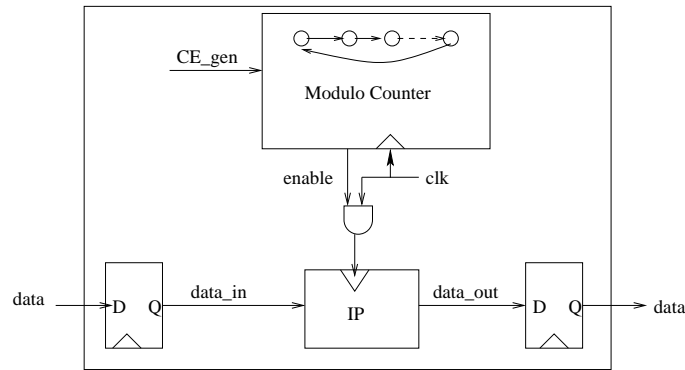 CE_gen
Modulo Counter
enable
clk
data
D
Q
data_in
IP
data_out
D
Q
data